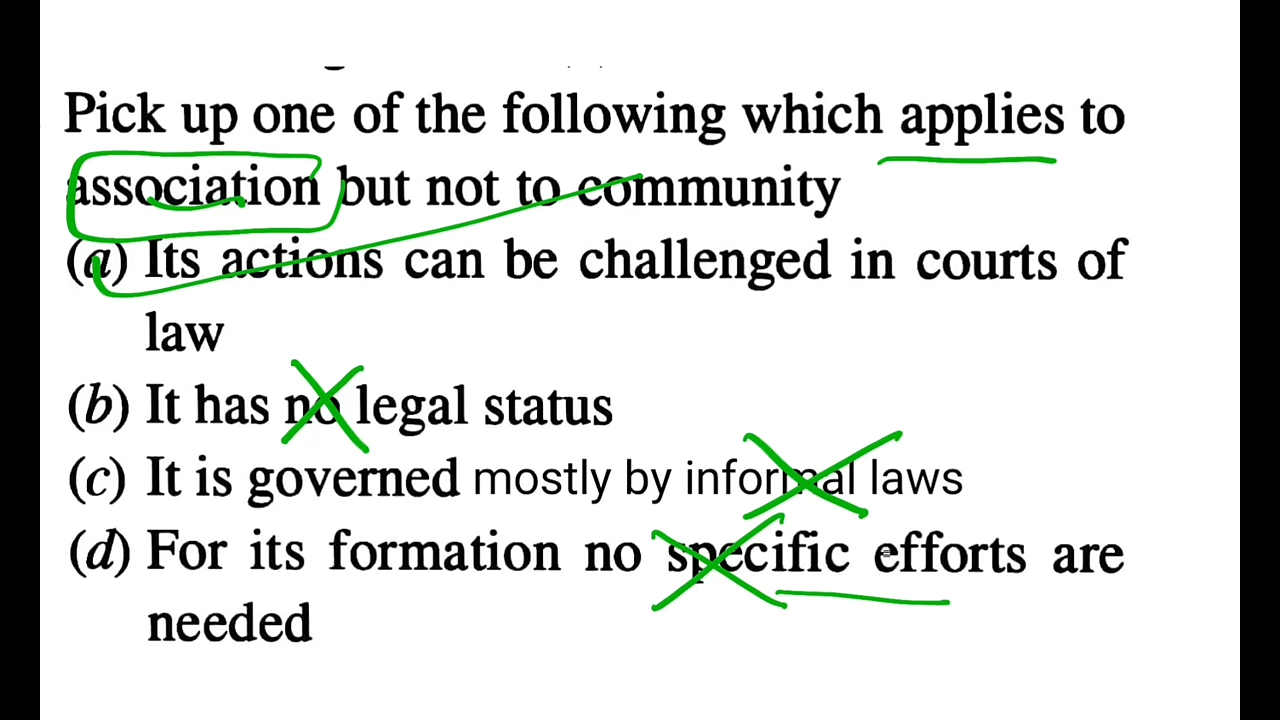 Pick up one of the following which applies to
association but not to community
(a) Its actions can be challenged in courts of
law
(b) It has no legal status
(c) It is governed mostly by informal laws
(d) For its formation no specific efforts are
needed